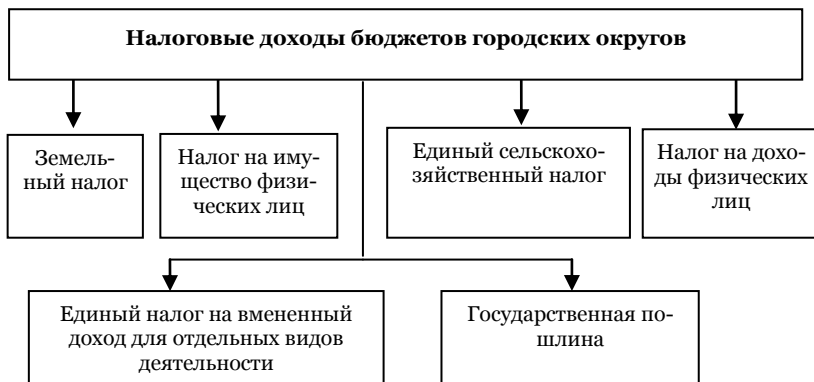 Налоговые доходы бюджетов городских округов
Земель-
ный налог
Налог на иму-
щество физи-
ческих лиц
Единый сельскохо-
зяйственный налог
Налог на дохо-
ды физических
лиц
Единый налог на вмененный
доход для отдельных видов
деятельности
Государственная по-
шлина